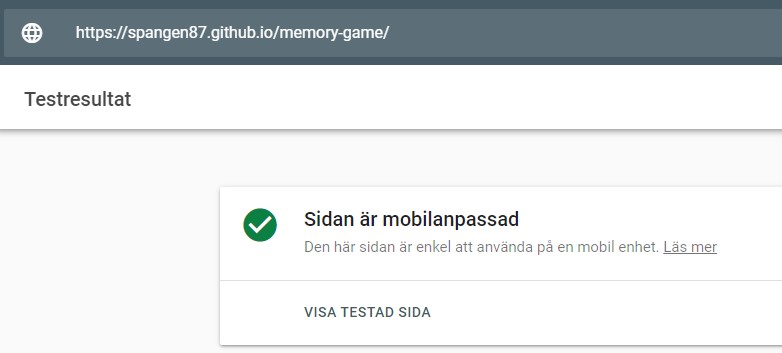 https://spangen87.github.io/memory-game/
Testresultat
Sidan är mobilanpassad
Den här sidan är enkel att använda på en mobil enhet. Läs mer
VISA TESTAD SIDA